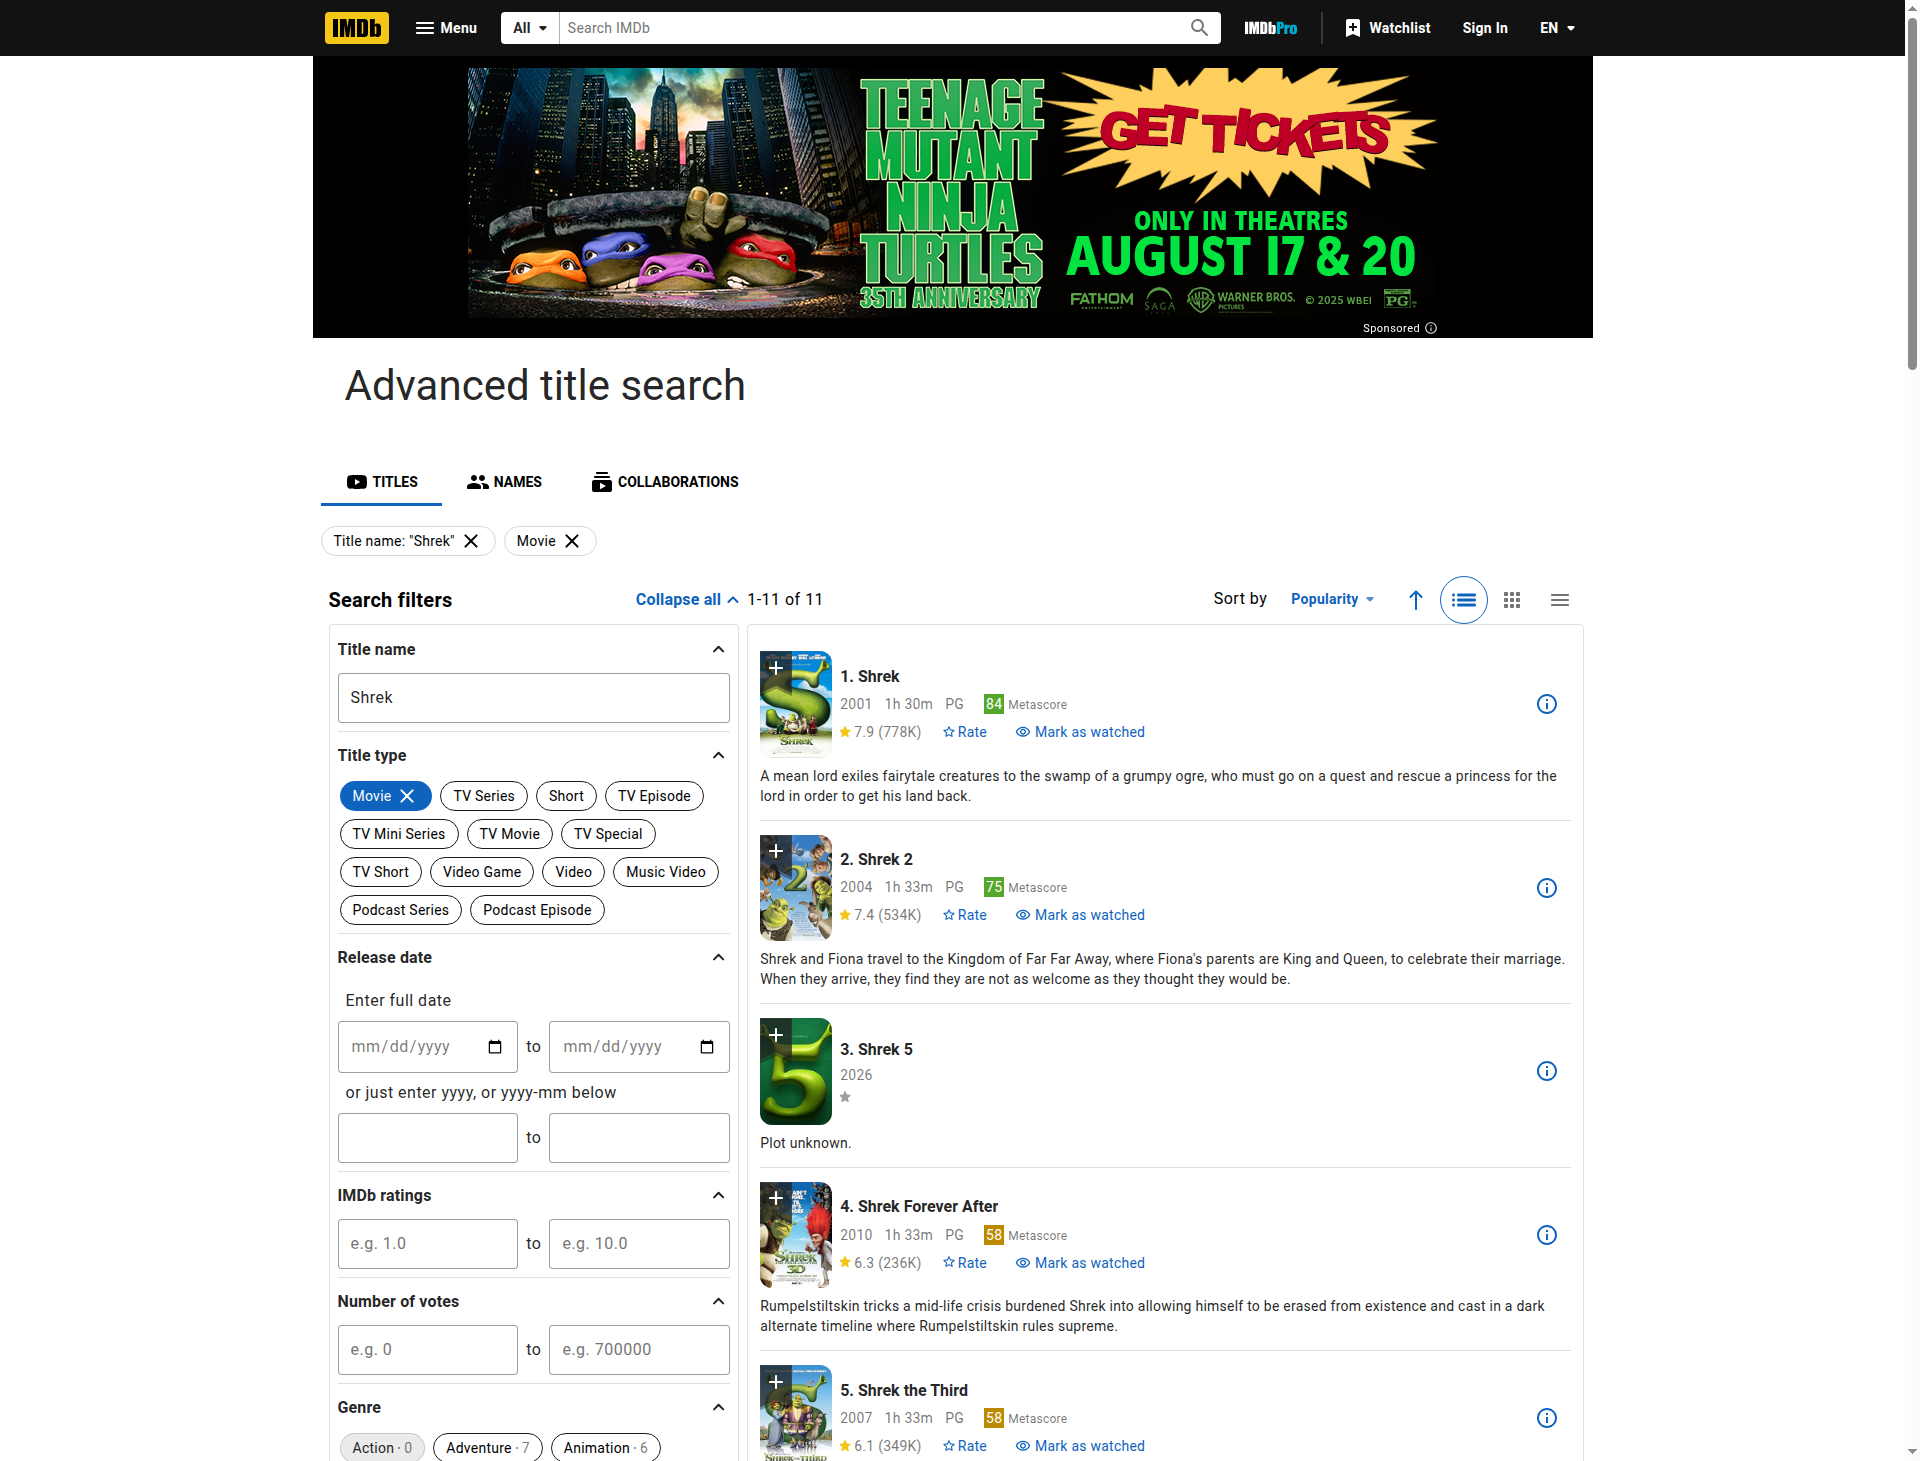 IMDb Menu All Search IMDb IMDbPro Watchlist Sign In EN
TEENAGE
MUTANT
NINJA
TURTLES
35TH ANNIVERSARY
GET TICKETS
ONLY IN THEATRES
AUGUST 17 & 20
FATHOM SAGA WB WARNER BROS. PICTURES © 2025 WBEI PG
Sponsored
Advanced title search
TITLES NAMES COLLABORATIONS
Title name: "Shrek" Movie
Search filters Collapse all
1-11 of 11 Sort by Popularity
Title name
Shrek
Title type
Movie TV Series Short TV Episode
TV Mini Series TV Movie TV Special
TV Short Video Game Video Music Video
Podcast Series Podcast Episode
Release date
Enter full date
mm/dd/yyyy to mm/dd/yyyy
or just enter yyyy, or yyyy-mm below
to
IMDb ratings
e.g. 1.0 to e.g. 10.0
Number of votes
e.g. 0 to e.g. 700000
Genre
Action · 0 Adventure · 7 Animation · 6
SHREK
1. Shrek
2001 1h 30m PG 84 Metascore
7.9 (778K) Rate Mark as watched
A mean lord exiles fairytale creatures to the swamp of a grumpy ogre, who must go on a quest and rescue a princess for the
lord in order to get his land back.
2
2. Shrek 2
2004 1h 33m PG 75 Metascore
7.4 (534K) Rate Mark as watched
Shrek and Fiona travel to the Kingdom of Far Far Away, where Fiona's parents are King and Queen, to celebrate their marriage.
When they arrive, they find they are not as welcome as they thought they would be.
5
3. Shrek 5
2026
Plot unknown.
SHREK
3D
4. Shrek Forever After
2010 1h 33m PG 58 Metascore
6.3 (236K) Rate Mark as watched
Rumpelstiltskin tricks a mid-life crisis burdened Shrek into allowing himself to be erased from existence and cast in a dark
alternate timeline where Rumpelstiltskin rules supreme.
SHREK THE THIRD
5. Shrek the Third
2007 1h 33m PG 58 Metascore
6.1 (349K) Rate Mark as watched